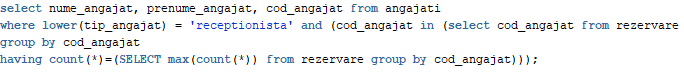 select nume_angajat, prenume_angajat, cod_angajat from angajati
where lower(tip_angajat) = 'receptionista' and (cod_angajat in (select cod_angajat from rezervare
group by cod_angajat
having count(*)=(SELECT max(count(*)) from rezervare group by cod_angajat)));